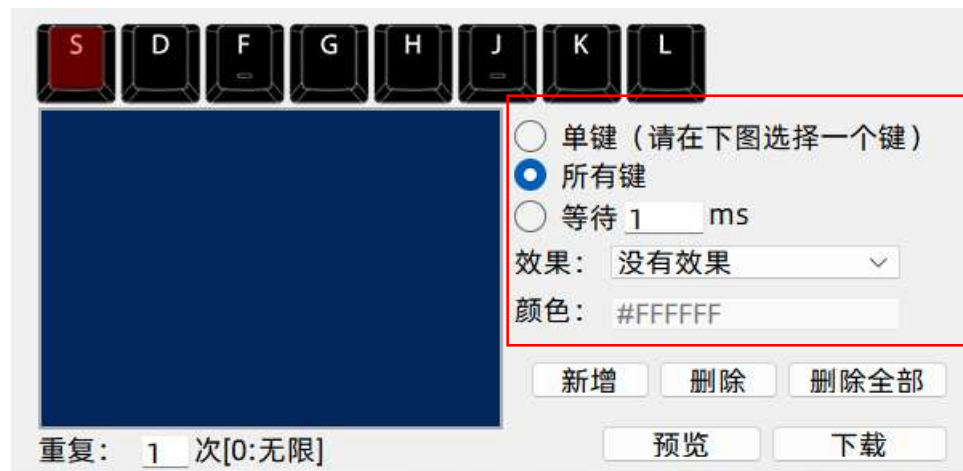 S D F G H J K L
单键（请在下图选择一个键）
所有键
等待 1 ms
效果： 没有效果
颜色： #FFFFFF
新增 删除 删除全部
重复： 1 次[0:无限] 预览 下载